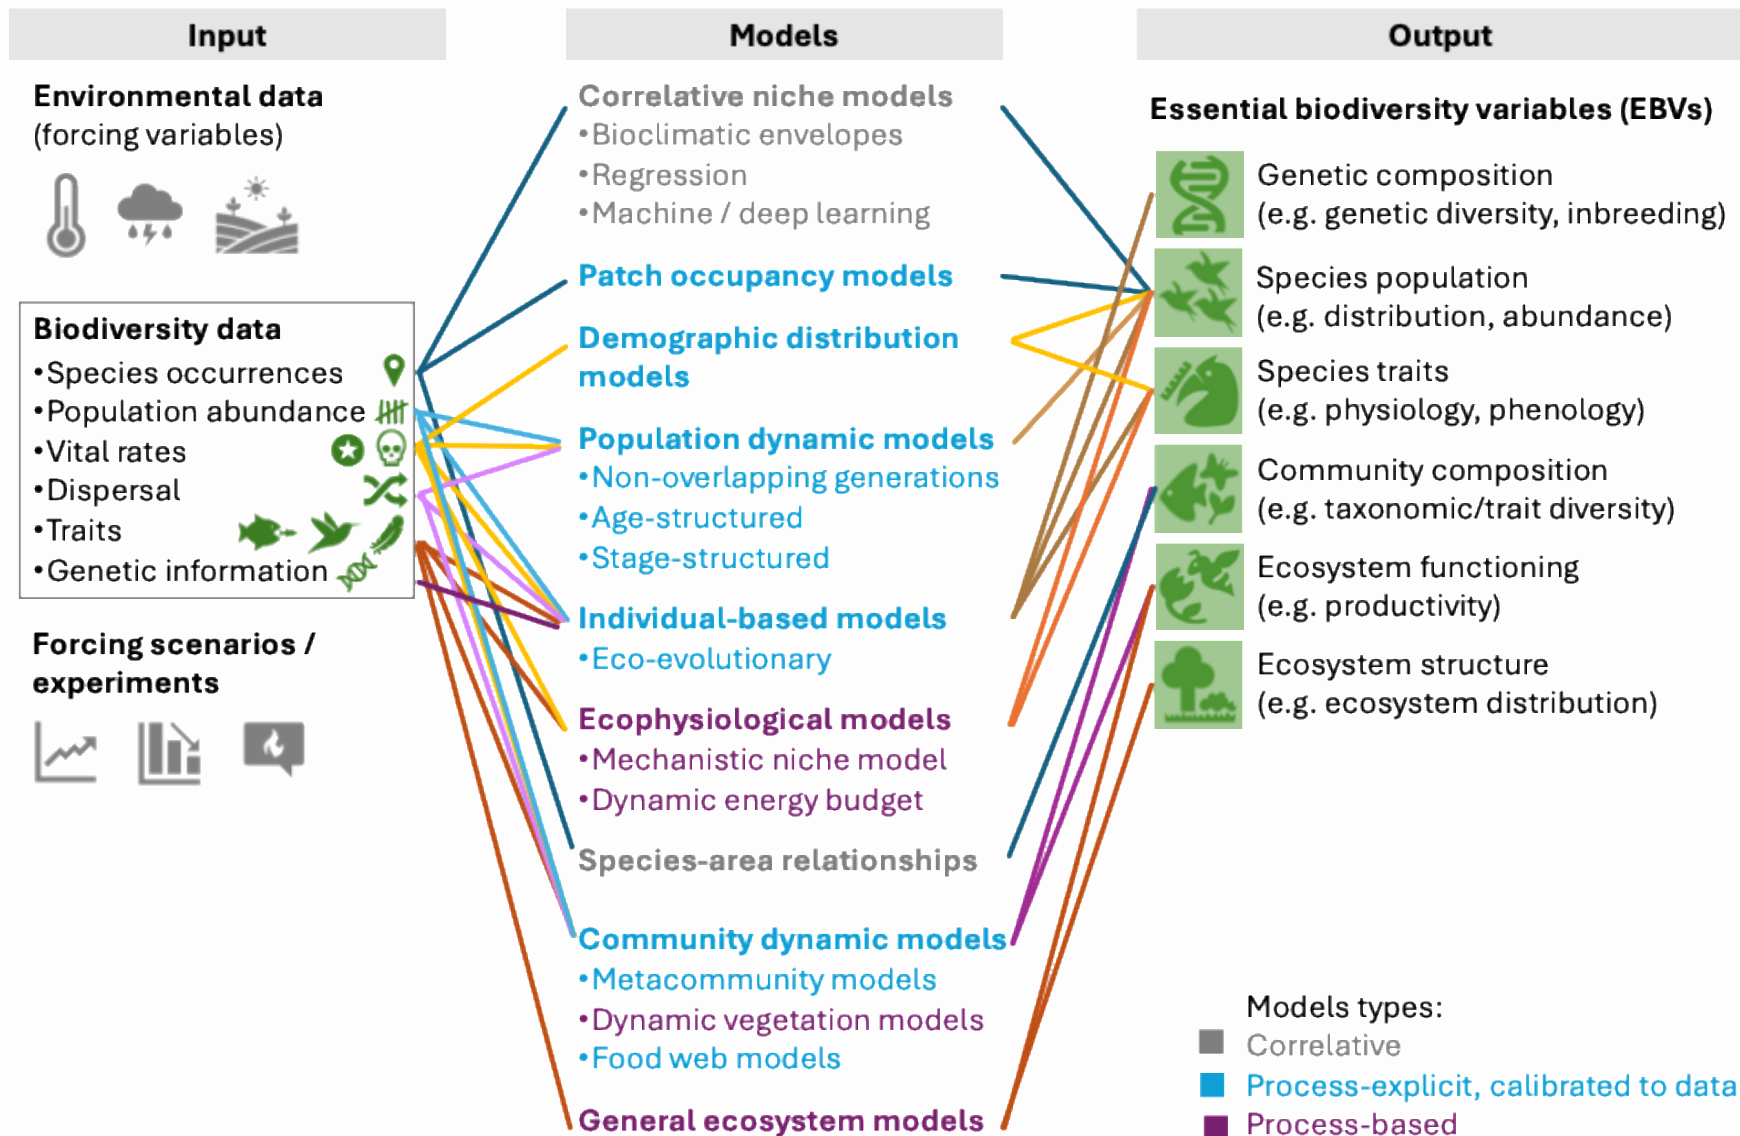 Input
Environmental data
(forcing variables)
Biodiversity data
•Species occurrences
•Population abundance
•Vital rates
•Dispersal
•Traits
•Genetic information
Forcing scenarios /
experiments
Models
Correlative niche models
•Bioclimatic envelopes
•Regression
•Machine / deep learning
Patch occupancy models
Demographic distribution
models
Population dynamic models
•Non-overlapping generations
•Age-structured
•Stage-structured
Individual-based models
•Eco-evolutionary
Ecophysiological models
•Mechanistic niche model
•Dynamic energy budget
Species-area relationships
Community dynamic models
•Metacommunity models
•Dynamic vegetation models
•Food web models
General ecosystem models
Output
Essential biodiversity variables (EBVs)
Genetic composition
(e.g. genetic diversity, inbreeding)
Species population
(e.g. distribution, abundance)
Species traits
(e.g. physiology, phenology)
Community composition
(e.g. taxonomic/trait diversity)
Ecosystem functioning
(e.g. productivity)
Ecosystem structure
(e.g. ecosystem distribution)
Models types:
Correlative
Process-explicit, calibrated to data
Process-based